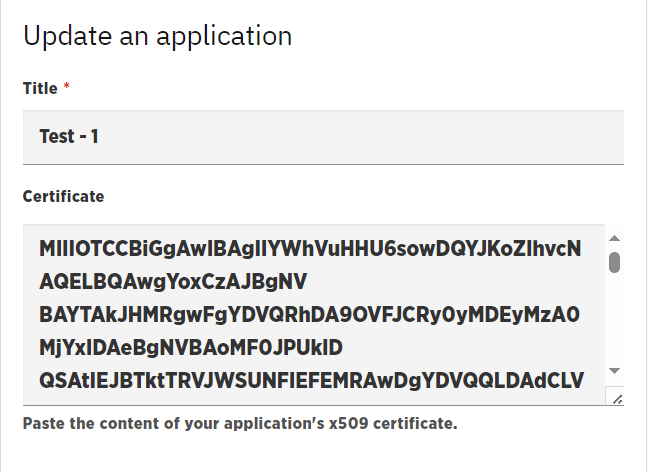 Update an application
Title *
Test - 1
Certificate
MIIIOTCCBiGgAwIBAgIIYWhVuHHU6sowDQYJKoZIhvcN
AQELBQAwgYoxCzAJBgNV
BAYTAkJHMRgwFgYDVQRhDA9OVFJCRy0yMDEyMzA0
MjYxIDAeBgNVBAoMF0JPUklD
QSAtIEJBTktTRVJWSUNFIEFEMRAwDgYDVQQLDAdCLV
Paste the content of your application's x509 certificate.